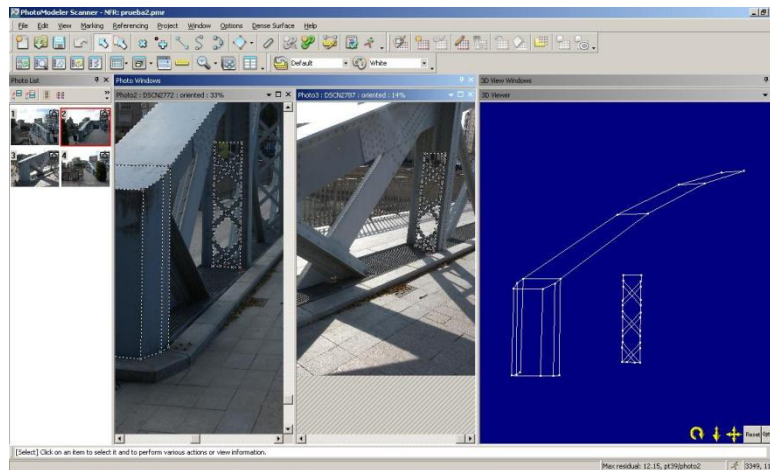 PhotoModeler Scanner - NFR: prueba2.pmr
File Edit View Marking Referencing Project Window Options Dense Surface Help
Default White
Photo List Photo Windows 3D View Windows
Photo2 : DSCN2772 : oriented : 33% Photo3 : DSCN2787 : oriented : 14% 3D Viewer
1 2
3 4
Reset
[Select] Click on an item to select it and to perform various actions or view information.
Max residual: 12.15, pt39/photo2 3349, 11